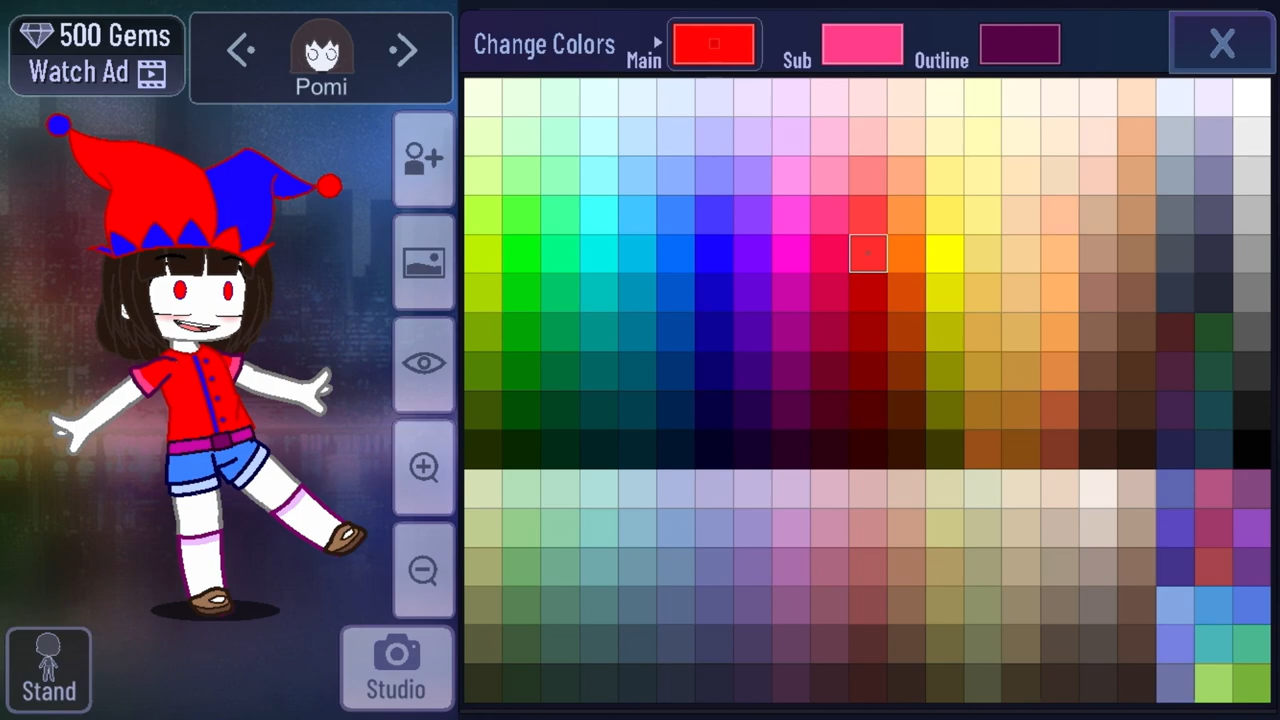 500 Gems
Watch Ad
Pomi
Change Colors
Main
Sub
Outline
X
Stand
Studio